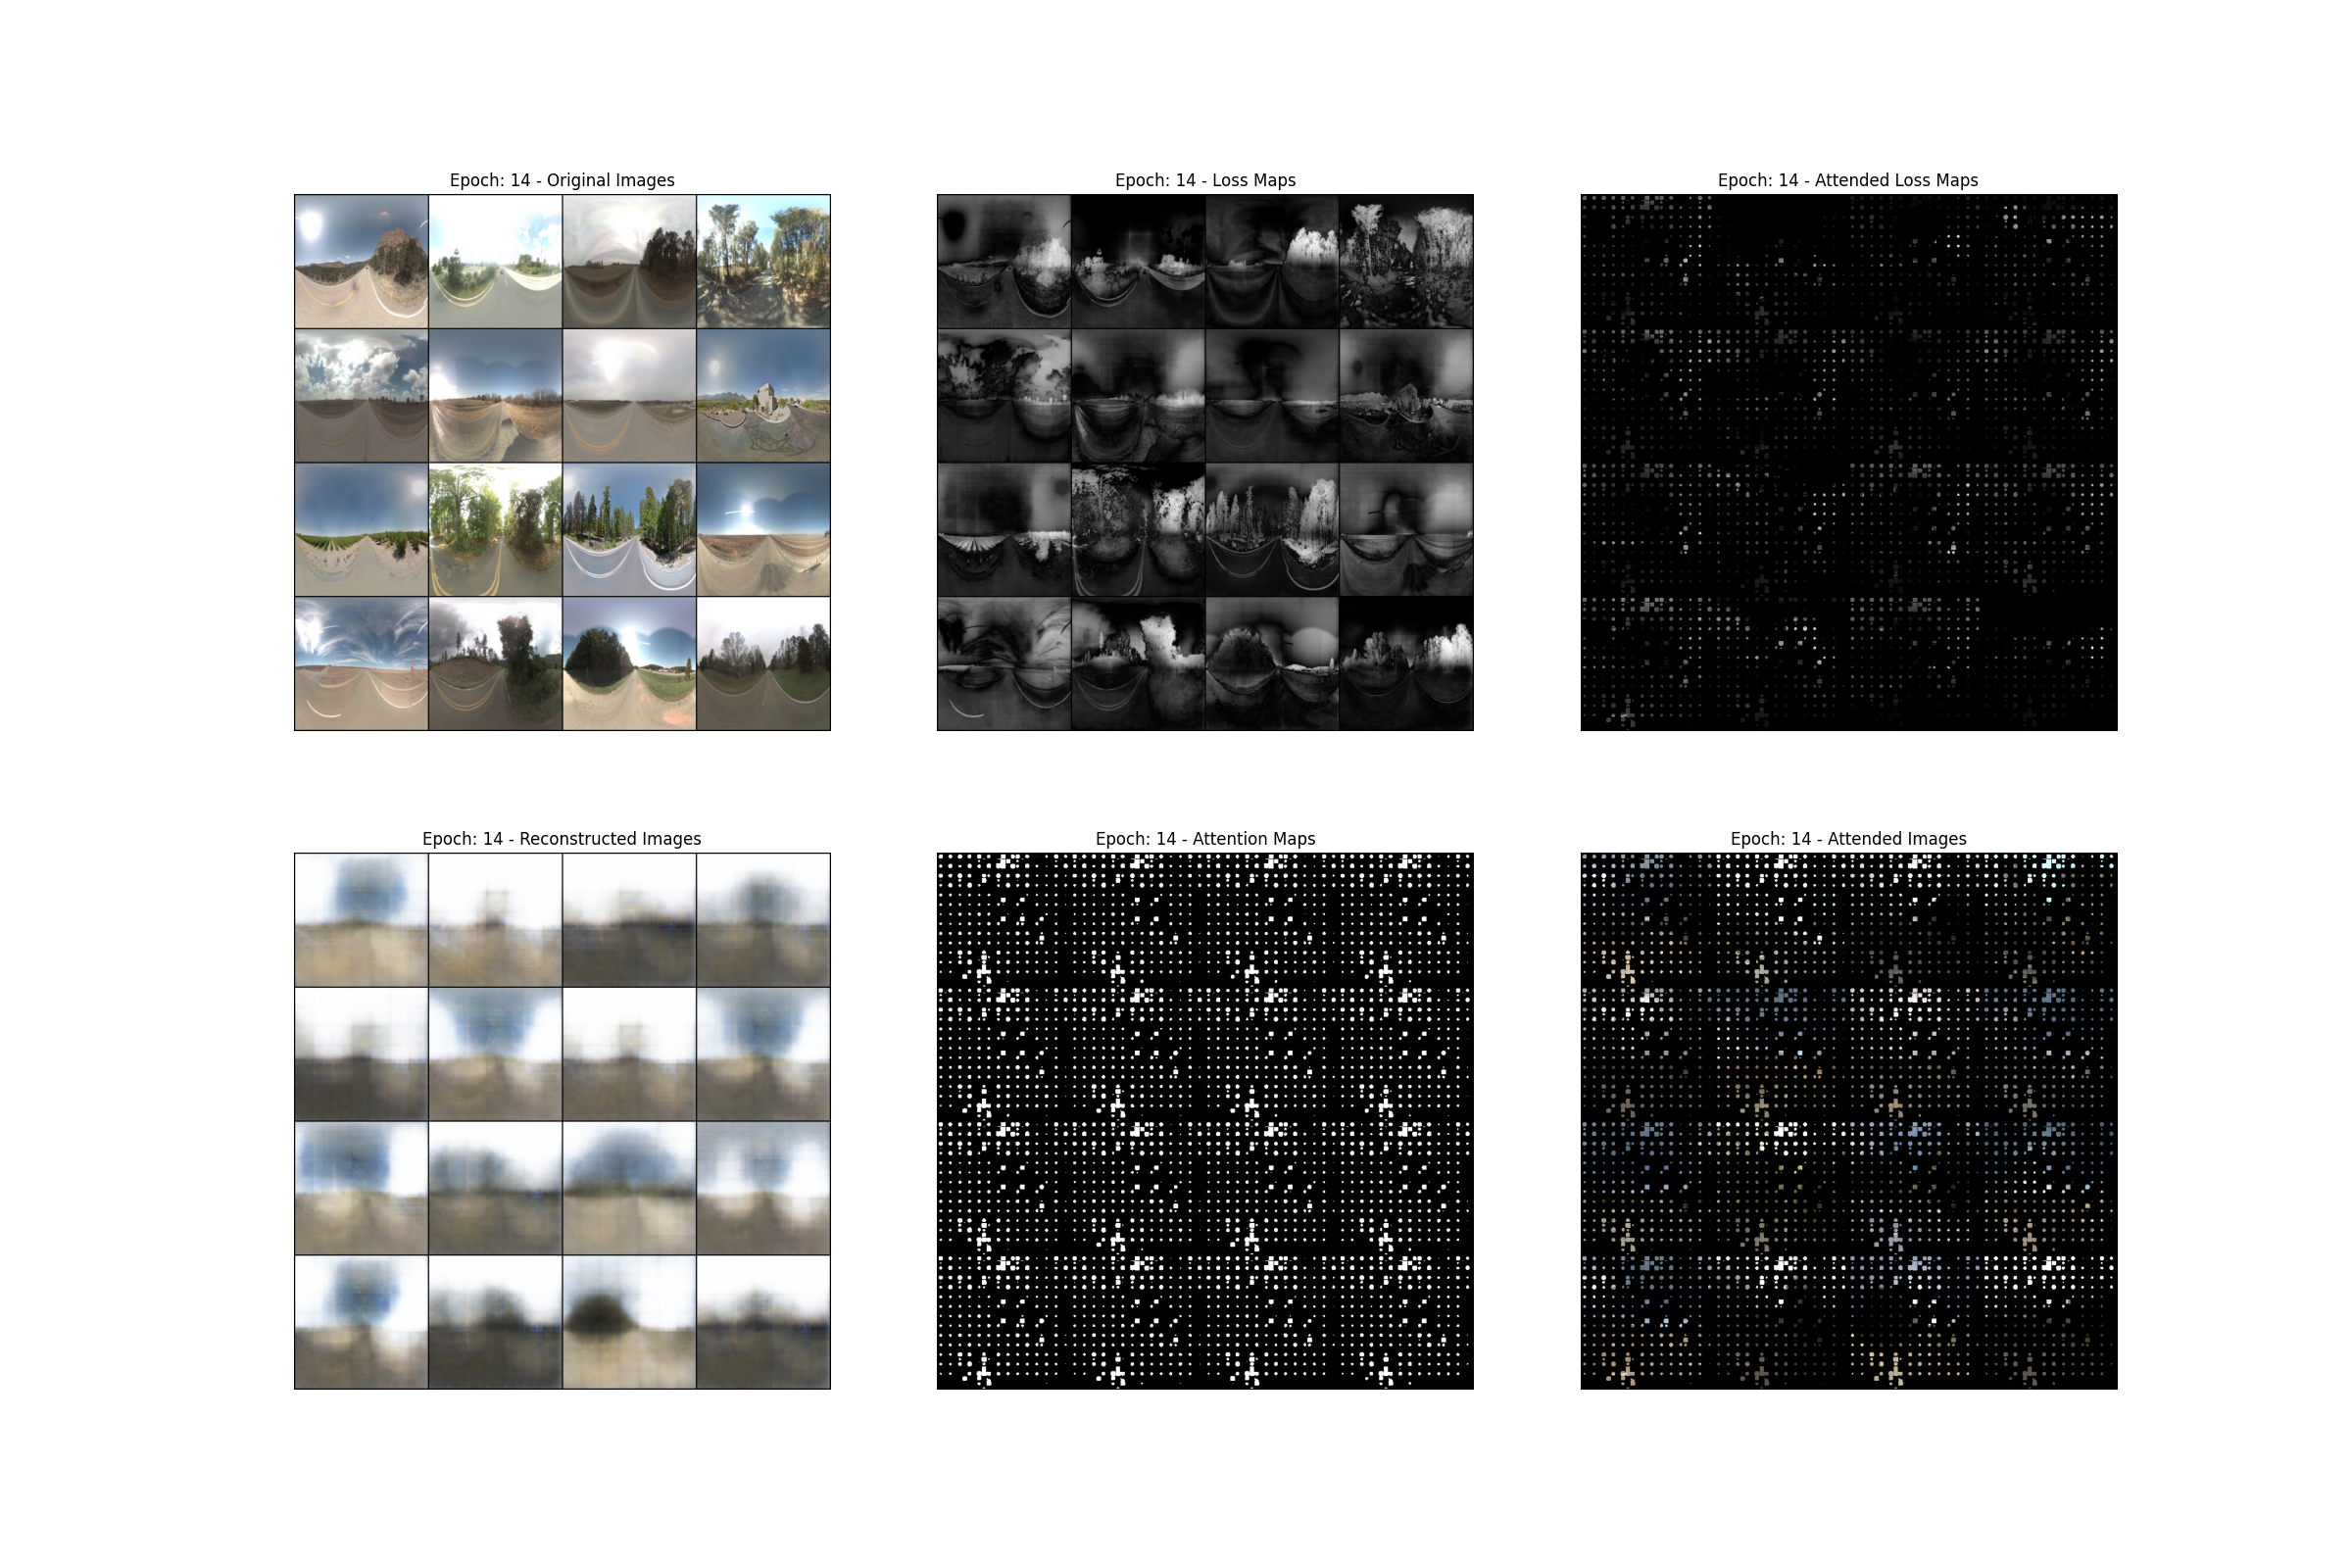 Epoch: 14 - Original Images
Epoch: 14 - Loss Maps
Epoch: 14 - Attended Loss Maps
Epoch: 14 - Reconstructed Images
Epoch: 14 - Attention Maps
Epoch: 14 - Attended Images